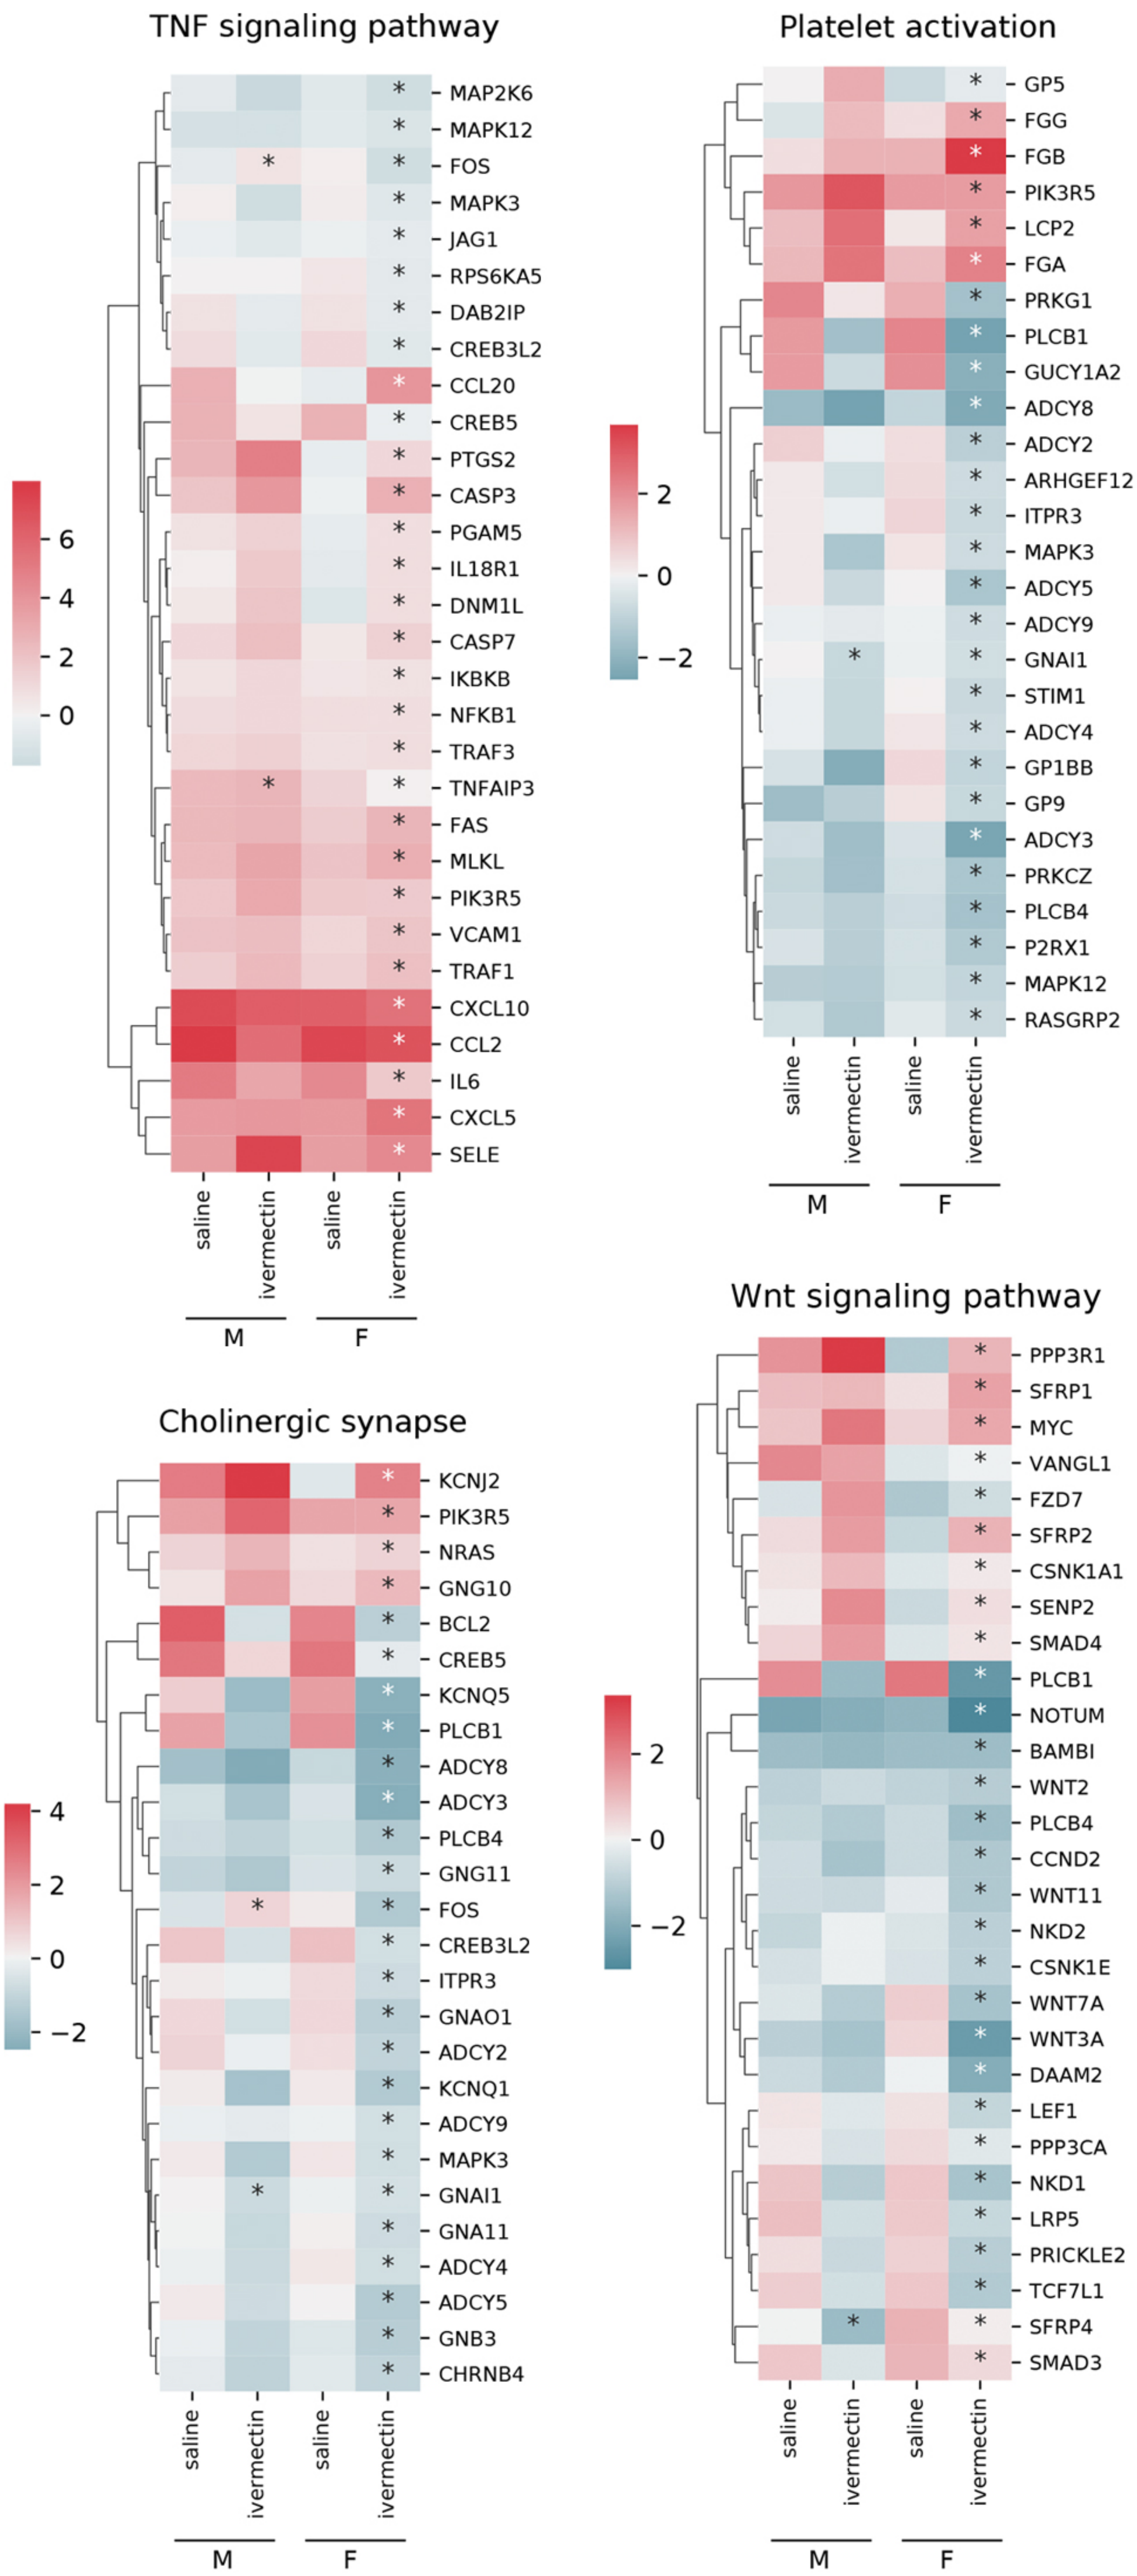 TNF signaling pathway
MAP2K6
MAPK12
FOS
MAPK3
JAG1
RPS6KA5
DAB2IP
CREB3L2
CCL20
CREB5
PTGS2
CASP3
PGAM5
IL18R1
DNM1L
CASP7
IKBKB
NFKB1
TRAF3
TNFAIP3
FAS
MLKL
PIK3R5
VCAM1
TRAF1
CXCL10
CCL2
IL6
CXCL5
SELE
6
4
2
0
saline
ivermectin
saline
ivermectin
M
F
Platelet activation
GP5
FGG
FGB
PIK3R5
LCP2
FGA
PRKG1
PLCB1
GUCY1A2
ADCY8
ADCY2
ARHGEF12
ITPR3
MAPK3
ADCY5
ADCY9
GNAI1
STIM1
ADCY4
GP1BB
GP9
ADCY3
PRKCZ
PLCB4
P2RX1
MAPK12
RASGRP2
2
0
−2
saline
ivermectin
saline
ivermectin
M
F
Cholinergic synapse
KCNJ2
PIK3R5
NRAS
GNG10
BCL2
CREB5
KCNQ5
PLCB1
ADCY8
ADCY3
PLCB4
GNG11
FOS
CREB3L2
ITPR3
GNAO1
ADCY2
KCNQ1
ADCY9
MAPK3
GNAI1
GNA11
ADCY4
ADCY5
GNB3
CHRNB4
4
2
0
−2
saline
ivermectin
saline
ivermectin
M
F
Wnt signaling pathway
PPP3R1
SFRP1
MYC
VANGL1
FZD7
SFRP2
CSNK1A1
SENP2
SMAD4
PLCB1
NOTUM
BAMBI
WNT2
PLCB4
CCND2
WNT11
NKD2
CSNK1E
WNT7A
WNT3A
DAAM2
LEF1
PPP3CA
NKD1
LRP5
PRICKLE2
TCF7L1
SFRP4
SMAD3
2
0
−2
saline
ivermectin
saline
ivermectin
M
F